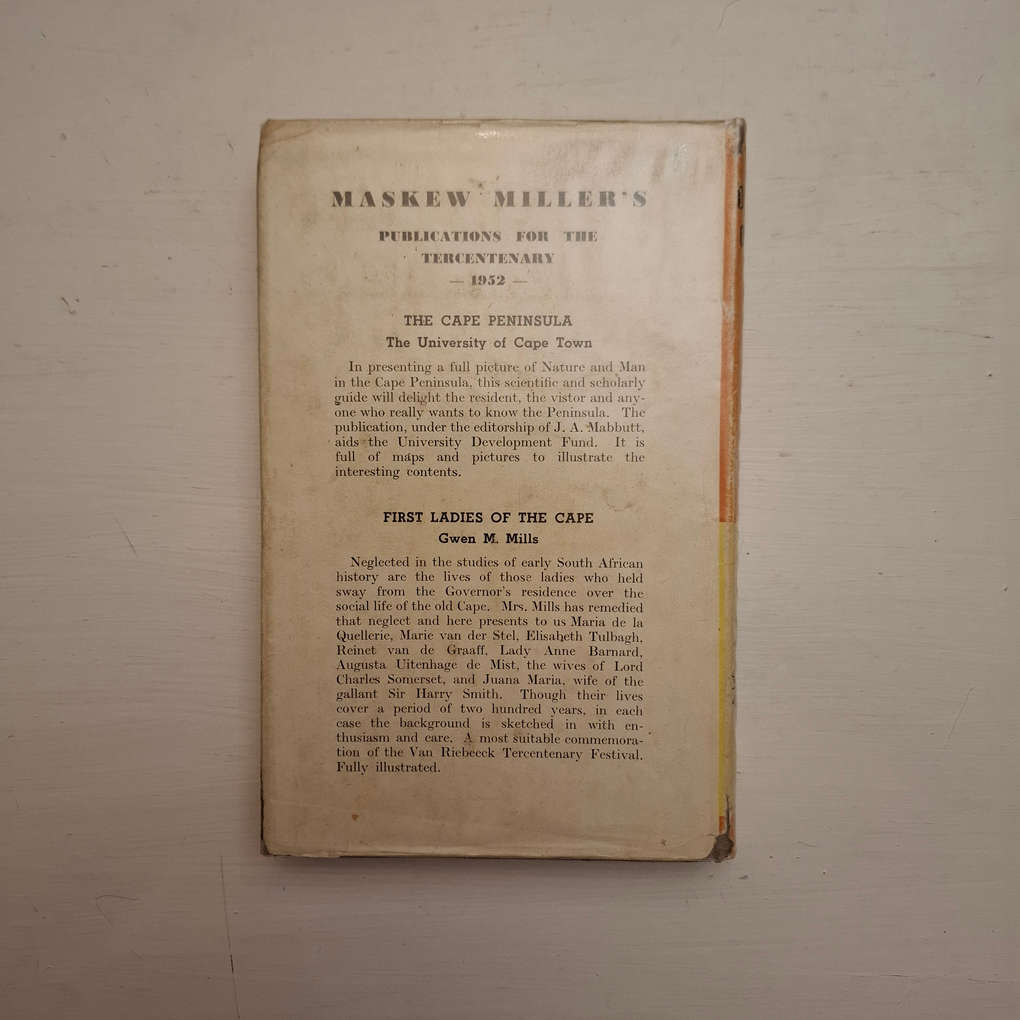 MASKEW MILLER'S
PUBLICATIONS FOR THE
TERCENTENARY
— 1952 —
THE CAPE PENINSULA
The University of Cape Town
In presenting a full picture of Nature and Man
in the Cape Peninsula, this scientific and scholarly
guide will delight the resident, the vistor and any-
one who really wants to know the Peninsula. The
publication, under the editorship of J. A. Mabbutt,
aids the University Development Fund. It is
full of maps and pictures to illustrate the
interesting contents.
FIRST LADIES OF THE CAPE
Gwen M. Mills
Neglected in the studies of early South African
history are the lives of those ladies who held
sway from the Governor's residence over the
social life of the old Cape. Mrs. Mills has remedied
that neglect and here presents to us Maria de la
Quellerie, Marie van der Stel, Elisabeth Tulbagh,
Reinet van de Graaff, Lady Anne Barnard,
Augusta Uitenhage de Mist, the wives of Lord
Charles Somerset, and Juana Maria, wife of the
gallant Sir Harry Smith. Though their lives
cover a period of two hundred years, in each
case the background is sketched in with en-
thusiasm and care. A most suitable commemora-
tion of the Van Riebeeck Tercentenary Festival.
Fully illustrated.